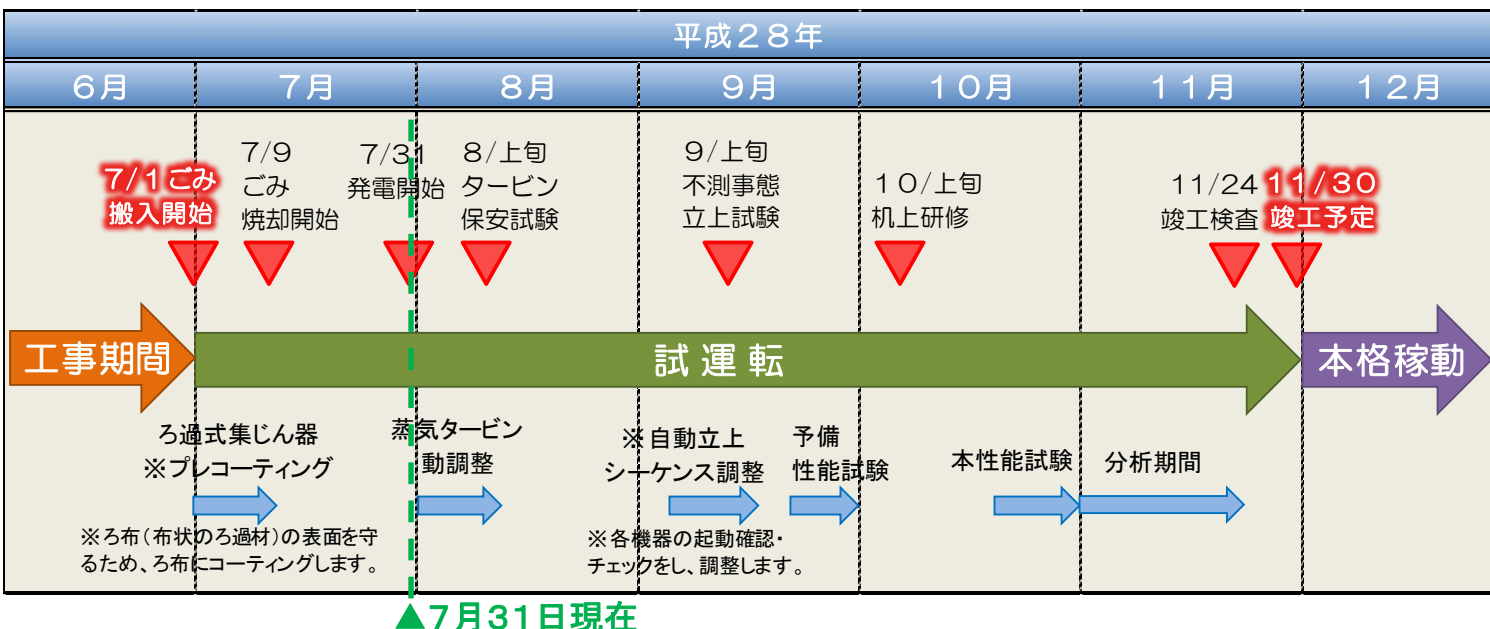 平成２８年
６月
７月
８月
９月
１０月
１１月
１２月
7/1ごみ
搬入開始
7/9
ごみ
焼却開始
7/31
発電開始
8/上旬
タービン
保安試験
9/上旬
不測事態
立上試験
10/上旬
机上研修
11/24
竣工検査
11/30
竣工予定
工事期間
試運転
本格稼動
ろ過式集じん器
※プレコーティング
※ろ布（布状のろ過材）の表面を守
るため、ろ布にコーティングします。
蒸気タービン
動調整
※自動立上
シーケンス調整
※各機器の起動確認・
チェックをし、調整します。
予備
性能試験
本性能試験
分析期間
▲7月31日現在